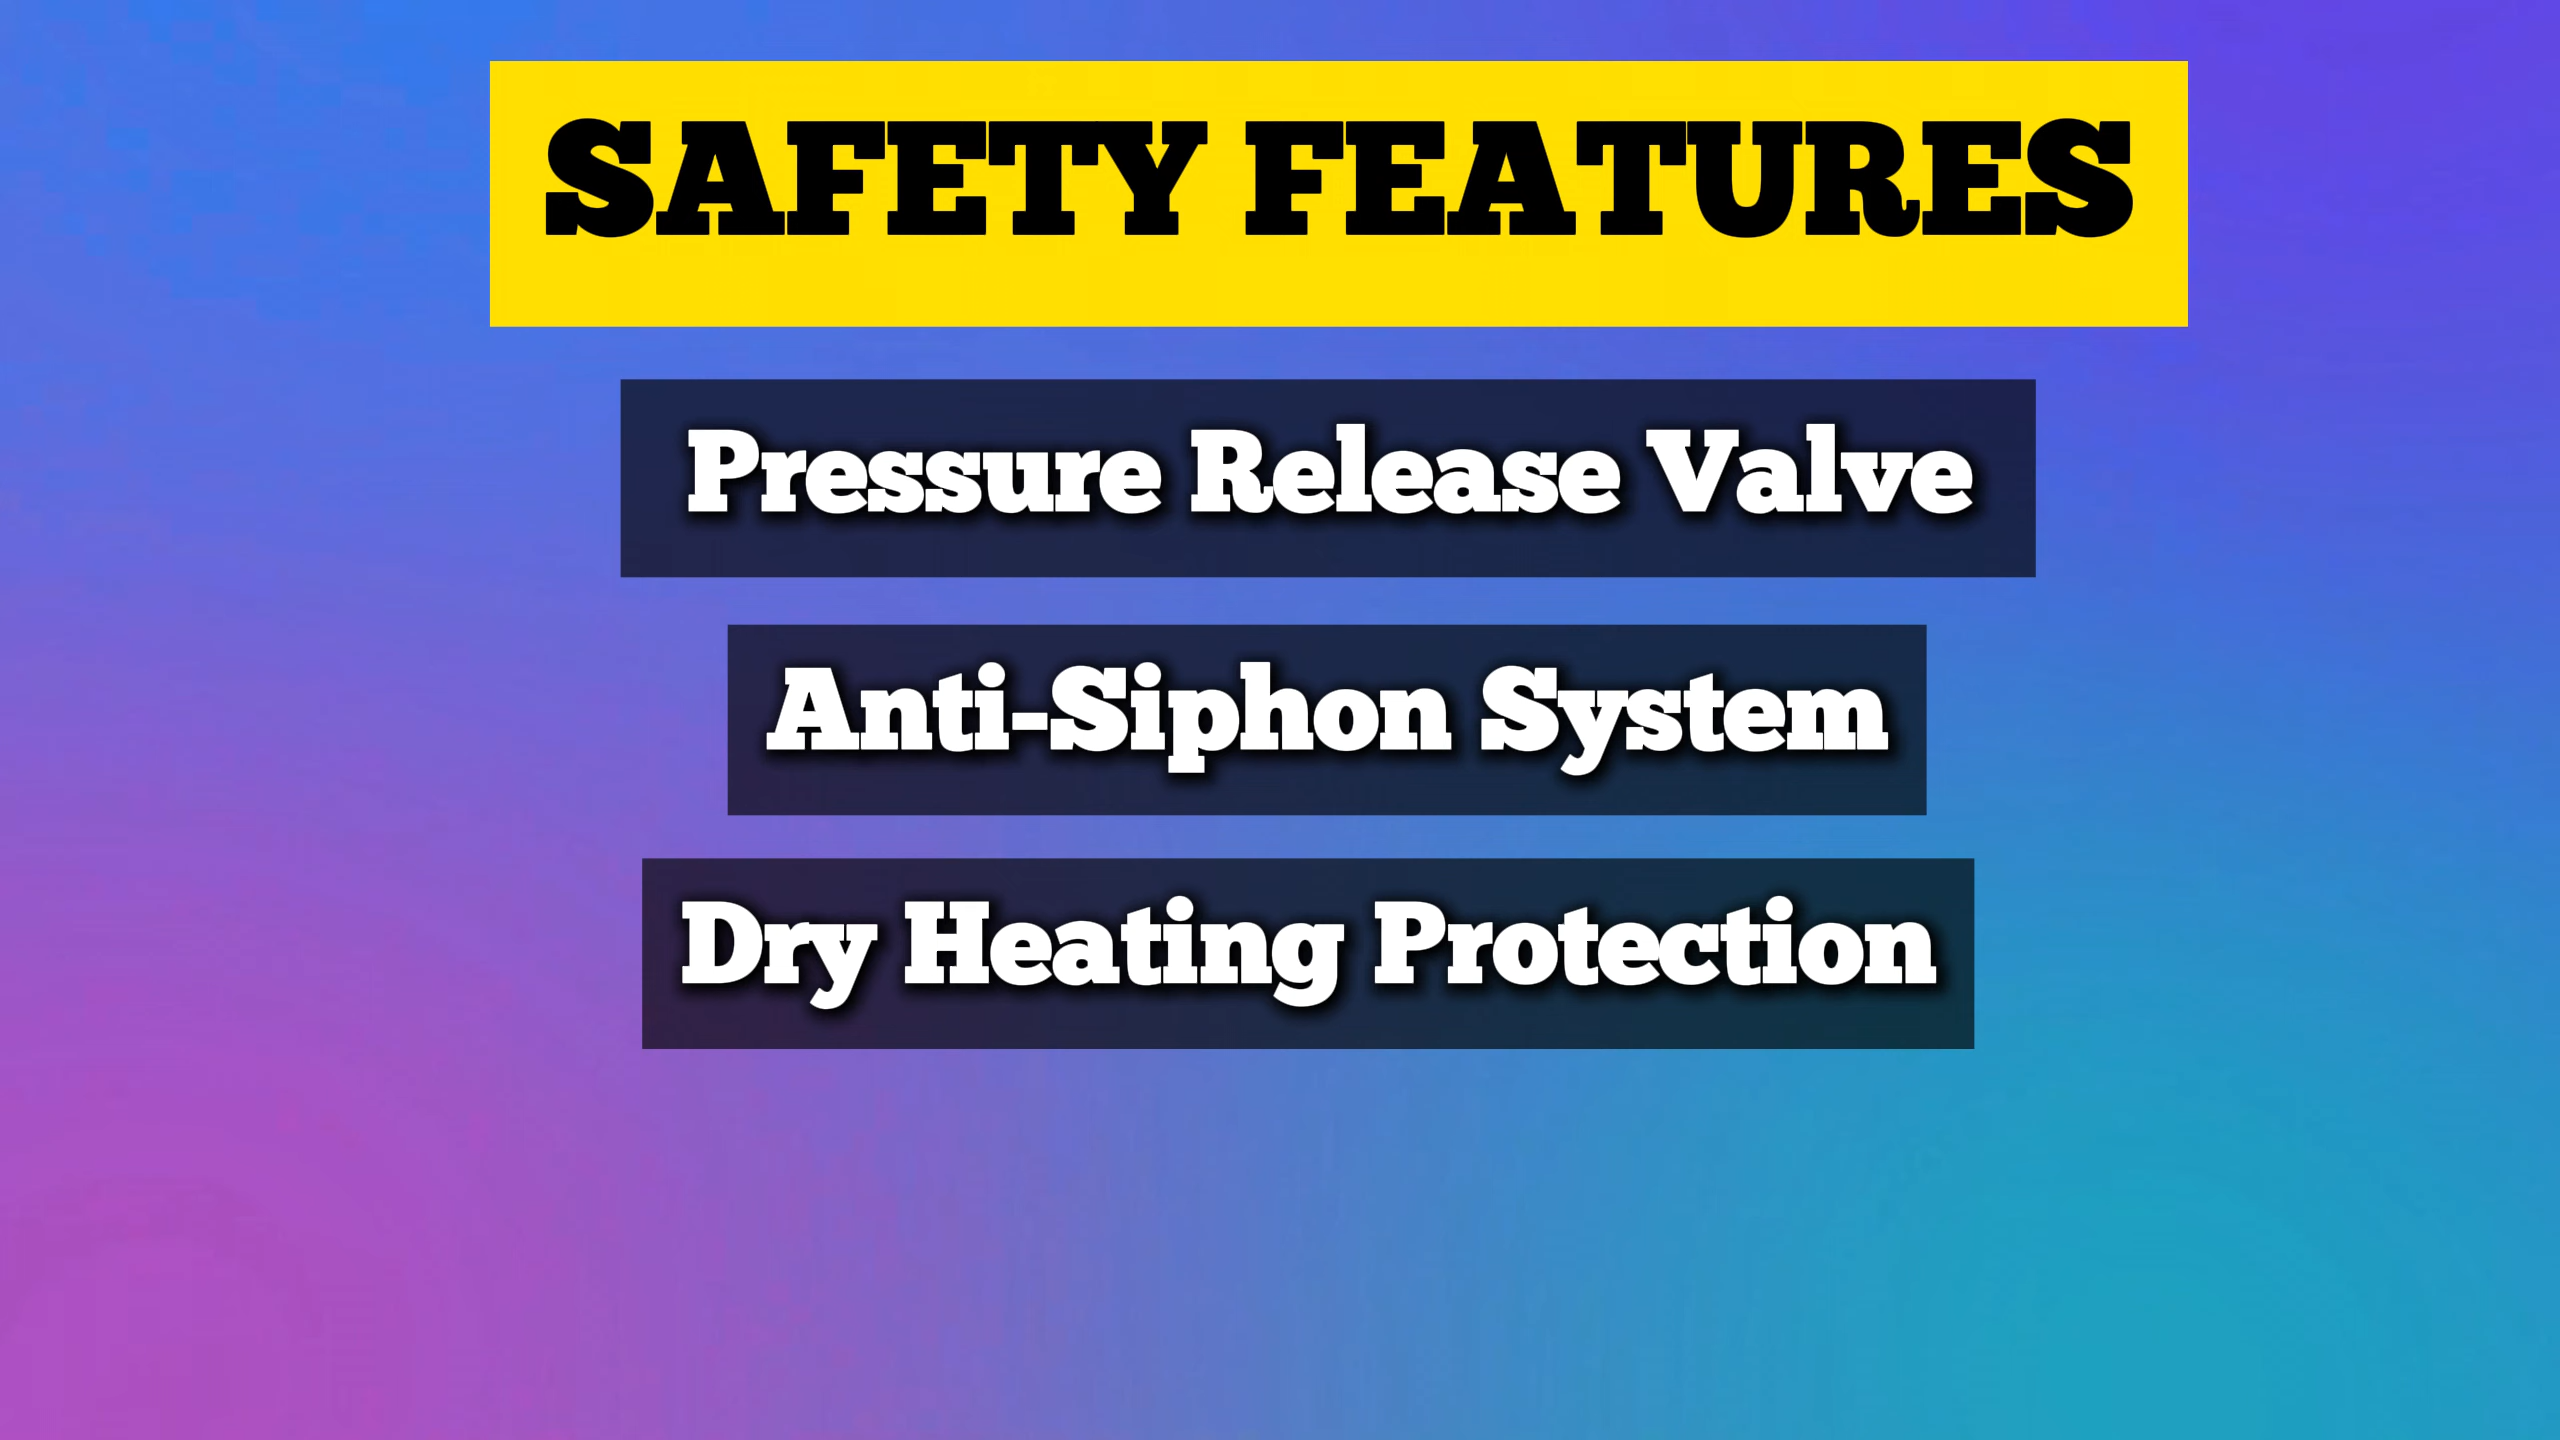 SAFETY FEATURES
Pressure Release Valve
Anti-Siphon System
Dry Heating Protection